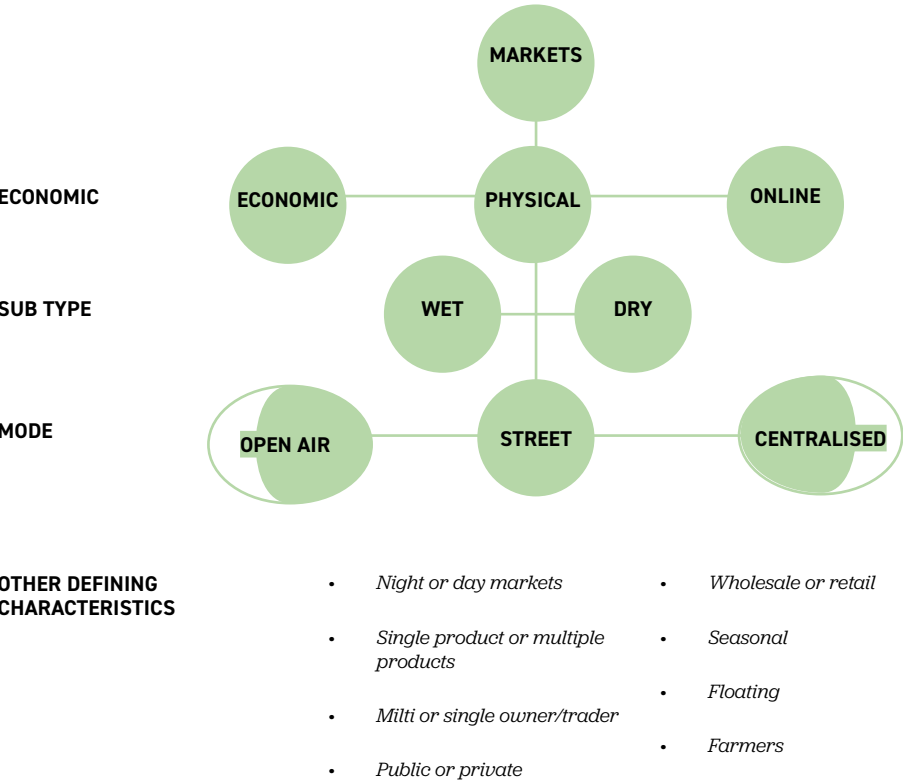 MARKETS
ECONOMIC
ECONOMIC
PHYSICAL
ONLINE
SUB TYPE
WET
DRY
MODE
OPEN AIR
STREET
CENTRALISED
OTHER DEFINING
CHARACTERISTICS
• Night or day markets
• Single product or multiple
products
• Milti or single owner/trader
• Public or private
• Wholesale or retail
• Seasonal
• Floating
• Farmers